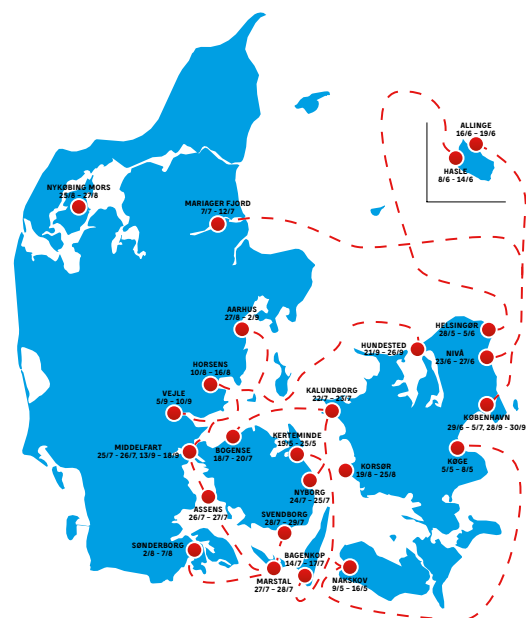 ALLINGE
16/6 – 19/6
HASLE
8/6 – 14/6
NYKØBING MORS
25/8 – 27/8
MARIAGER FJORD
7/7 – 12/7
AARHUS
27/8 – 2/9
HELSINGØR
28/5 – 5/6
HUNDESTED
21/9 – 26/9
NIVÅ
23/6 – 27/6
HORSENS
10/8 – 16/8
VEJLE
5/9 – 10/9
KALUNDBORG
22/7 – 23/7
KØBENHAVN
29/6 – 5/7, 28/9 – 30/9
KERTEMINDE
19/5 – 25/5
MIDDELFART
25/7 – 26/7, 13/9 – 18/9
BOGENSE
18/7 – 20/7
KØGE
5/5 – 8/5
KORSØR
19/8 – 25/8
NYBORG
24/7 – 25/7
ASSENS
26/7 – 27/7
SVENDBORG
28/7 – 29/7
SØNDERBORG
2/8 – 7/8
BAGENKOP
14/7 – 17/7
MARSTAL
27/7 – 28/7
NAKSKOV
9/5 – 16/5